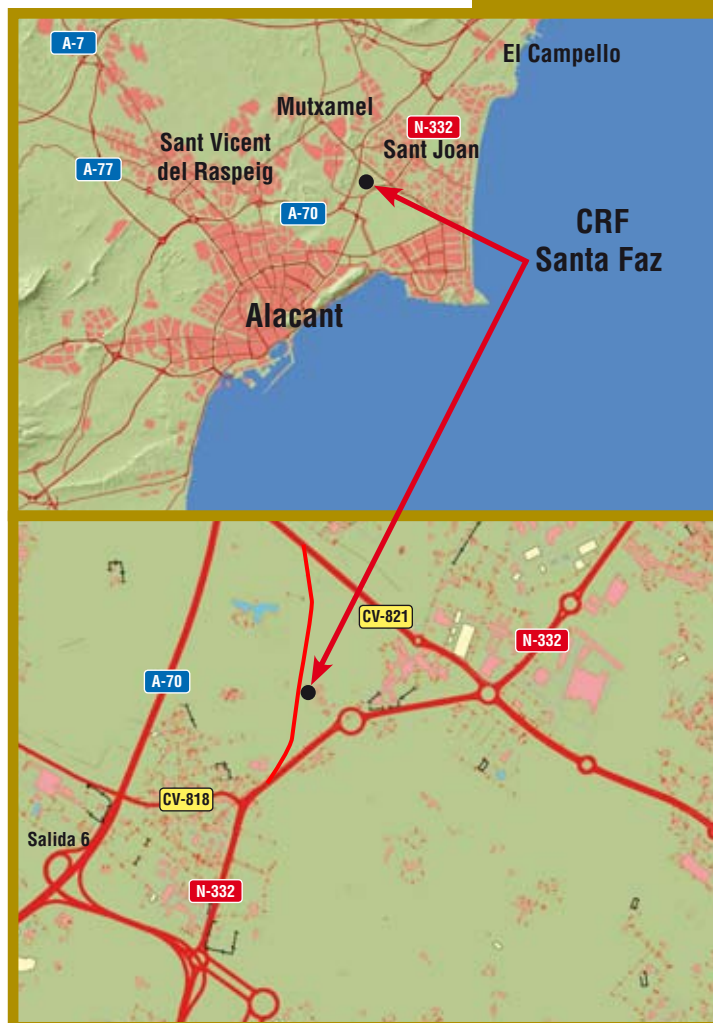 A-7
El Campello
Mutxamel
N-332
Sant Vicent
del Raspeig
Sant Joan
A-77
A-70
CRF
Santa Faz
Alacant
CV-821
N-332
A-70
CV-818
Salida 6
N-332